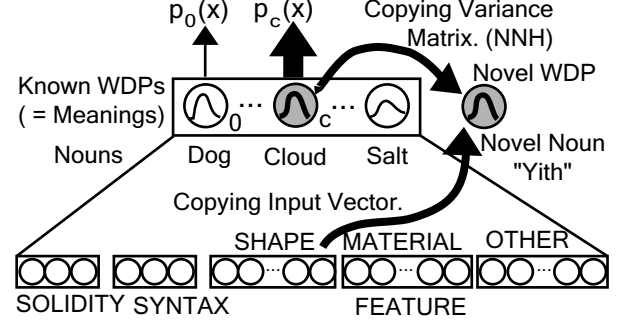 p0(x) pc(x) Copying Variance
Matrix. (NNH)
Known WDPs Novel WDP
( = Meanings) 0 ... c ...
Nouns Dog Cloud Salt Novel Noun
"Yith"
Copying Input Vector.
SHAPE MATERIAL OTHER
... ... ...
SOLIDITY SYNTAX FEATURE